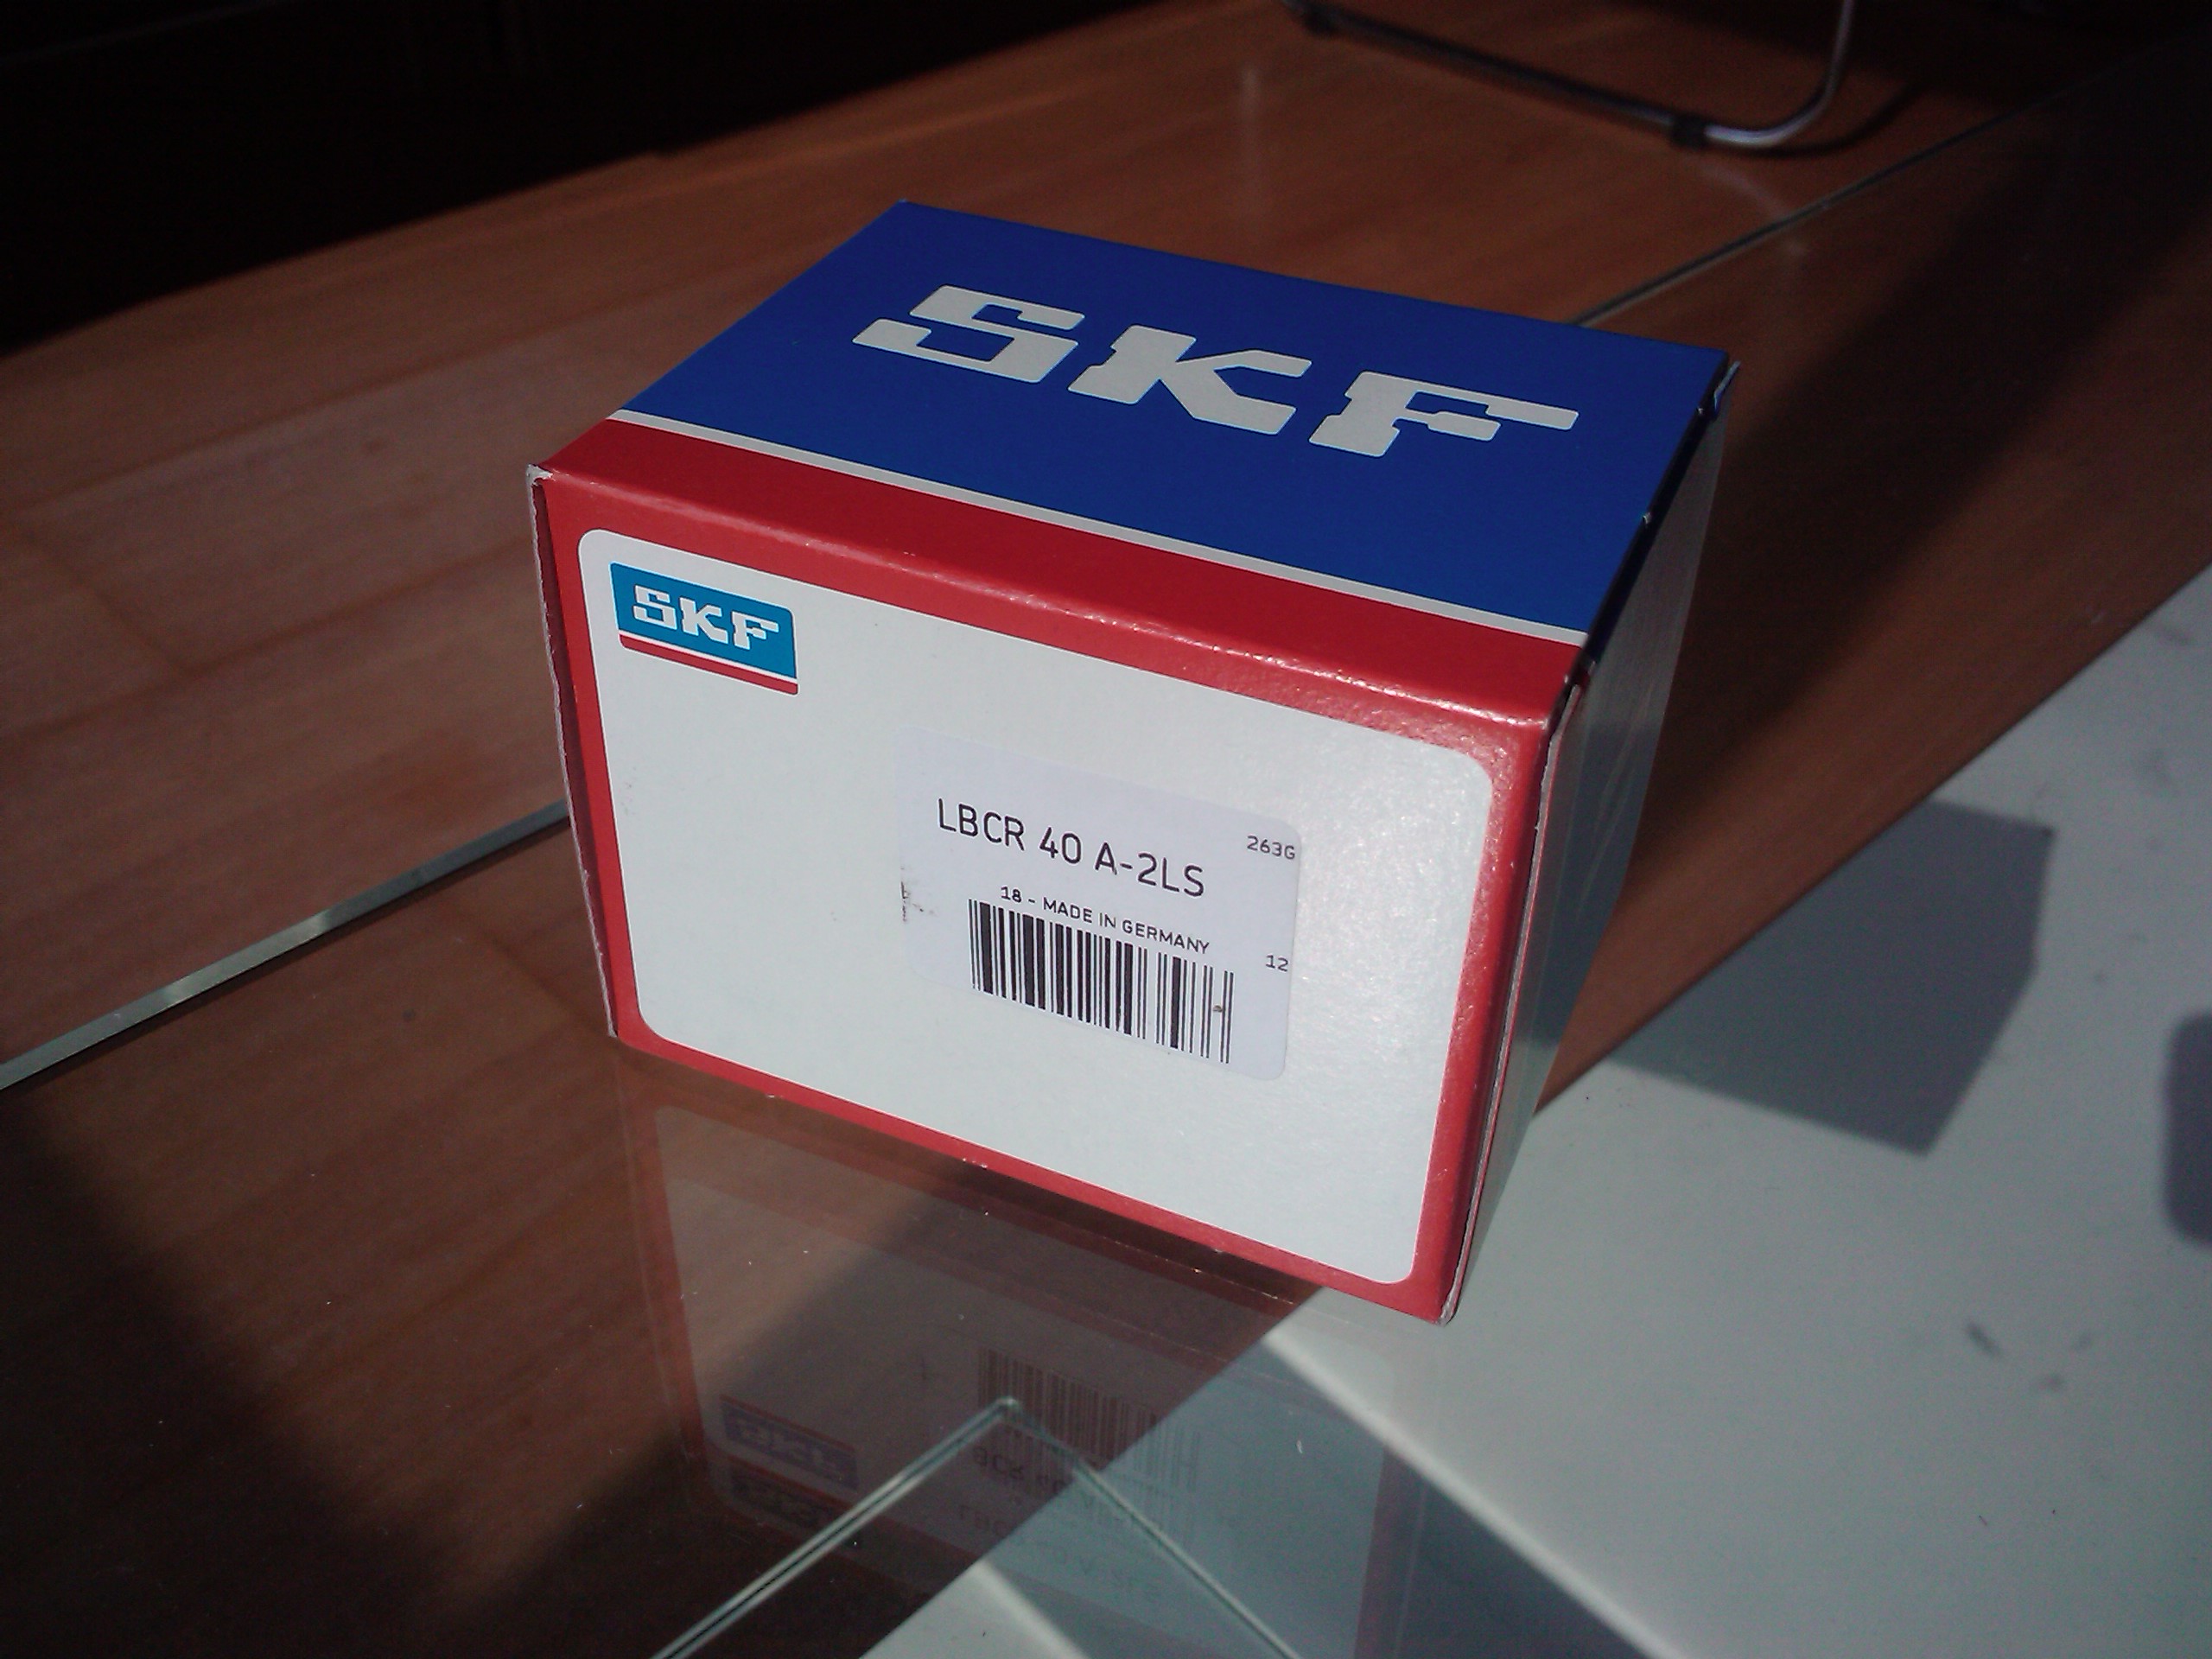 SKF
SKF
LBCR 40 A-2LS
263G
18 - MADE IN GERMANY
12